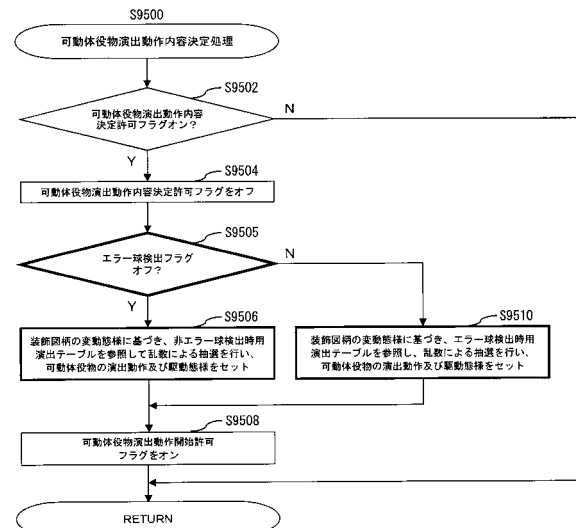 S9500
可動体役物演出動作内容決定処理
S9502
可動体役物演出動作内容
決定許可フラグオン？
N
Y
S9504
可動体役物演出動作内容決定許可フラグをオフ
S9505
エラー球検出フラグ
オフ？
N
Y
S9506
装飾図柄の変動態様に基づき、非エラー球検出時用
演出テーブルを参照して乱数による抽選を行い、
可動体役物の演出動作及び駆動態様をセット
S9510
装飾図柄の変動態様に基づき、エラー球検出時用
演出テーブルを参照し、乱数による抽選を行い、
可動体役物の演出動作及び駆動態様をセット
S9508
可動体役物演出動作開始許可
フラグをオン
RETURN